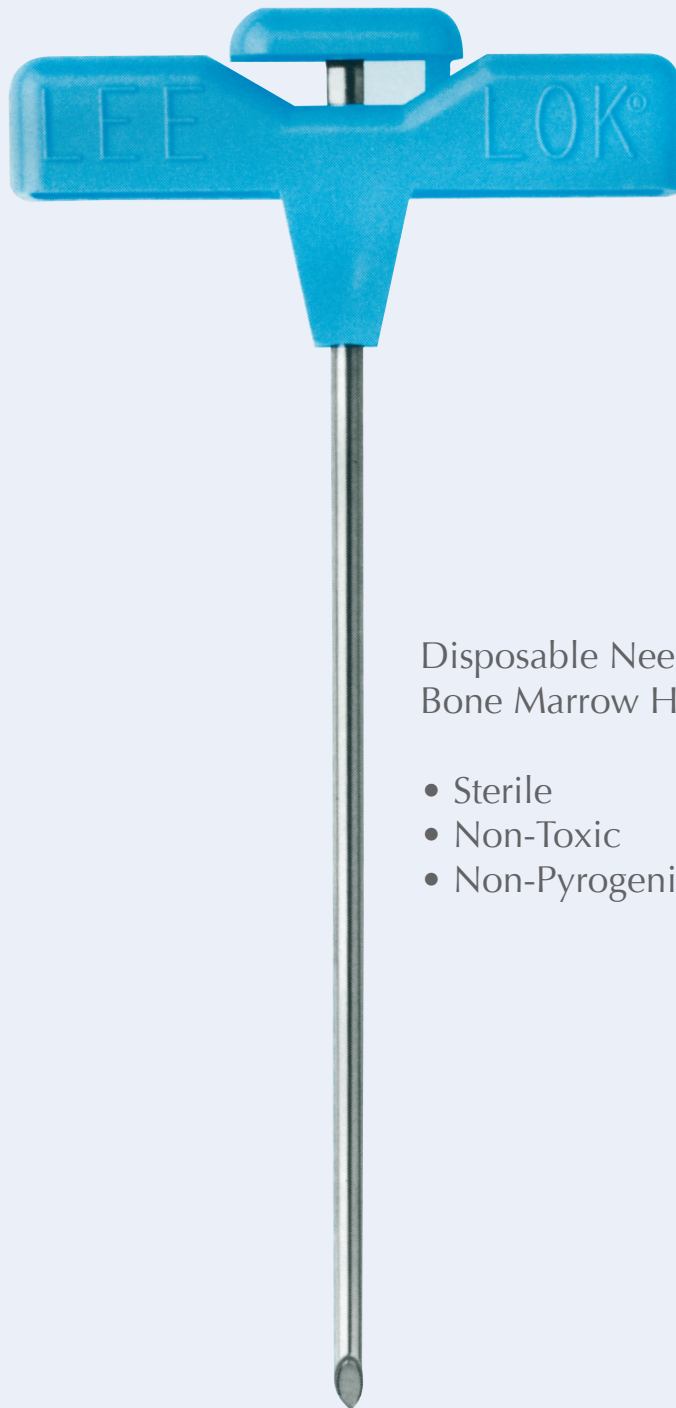 LEE LOK®
Disposable Nee
Bone Marrow H
• Sterile
• Non-Toxic
• Non-Pyrogeni